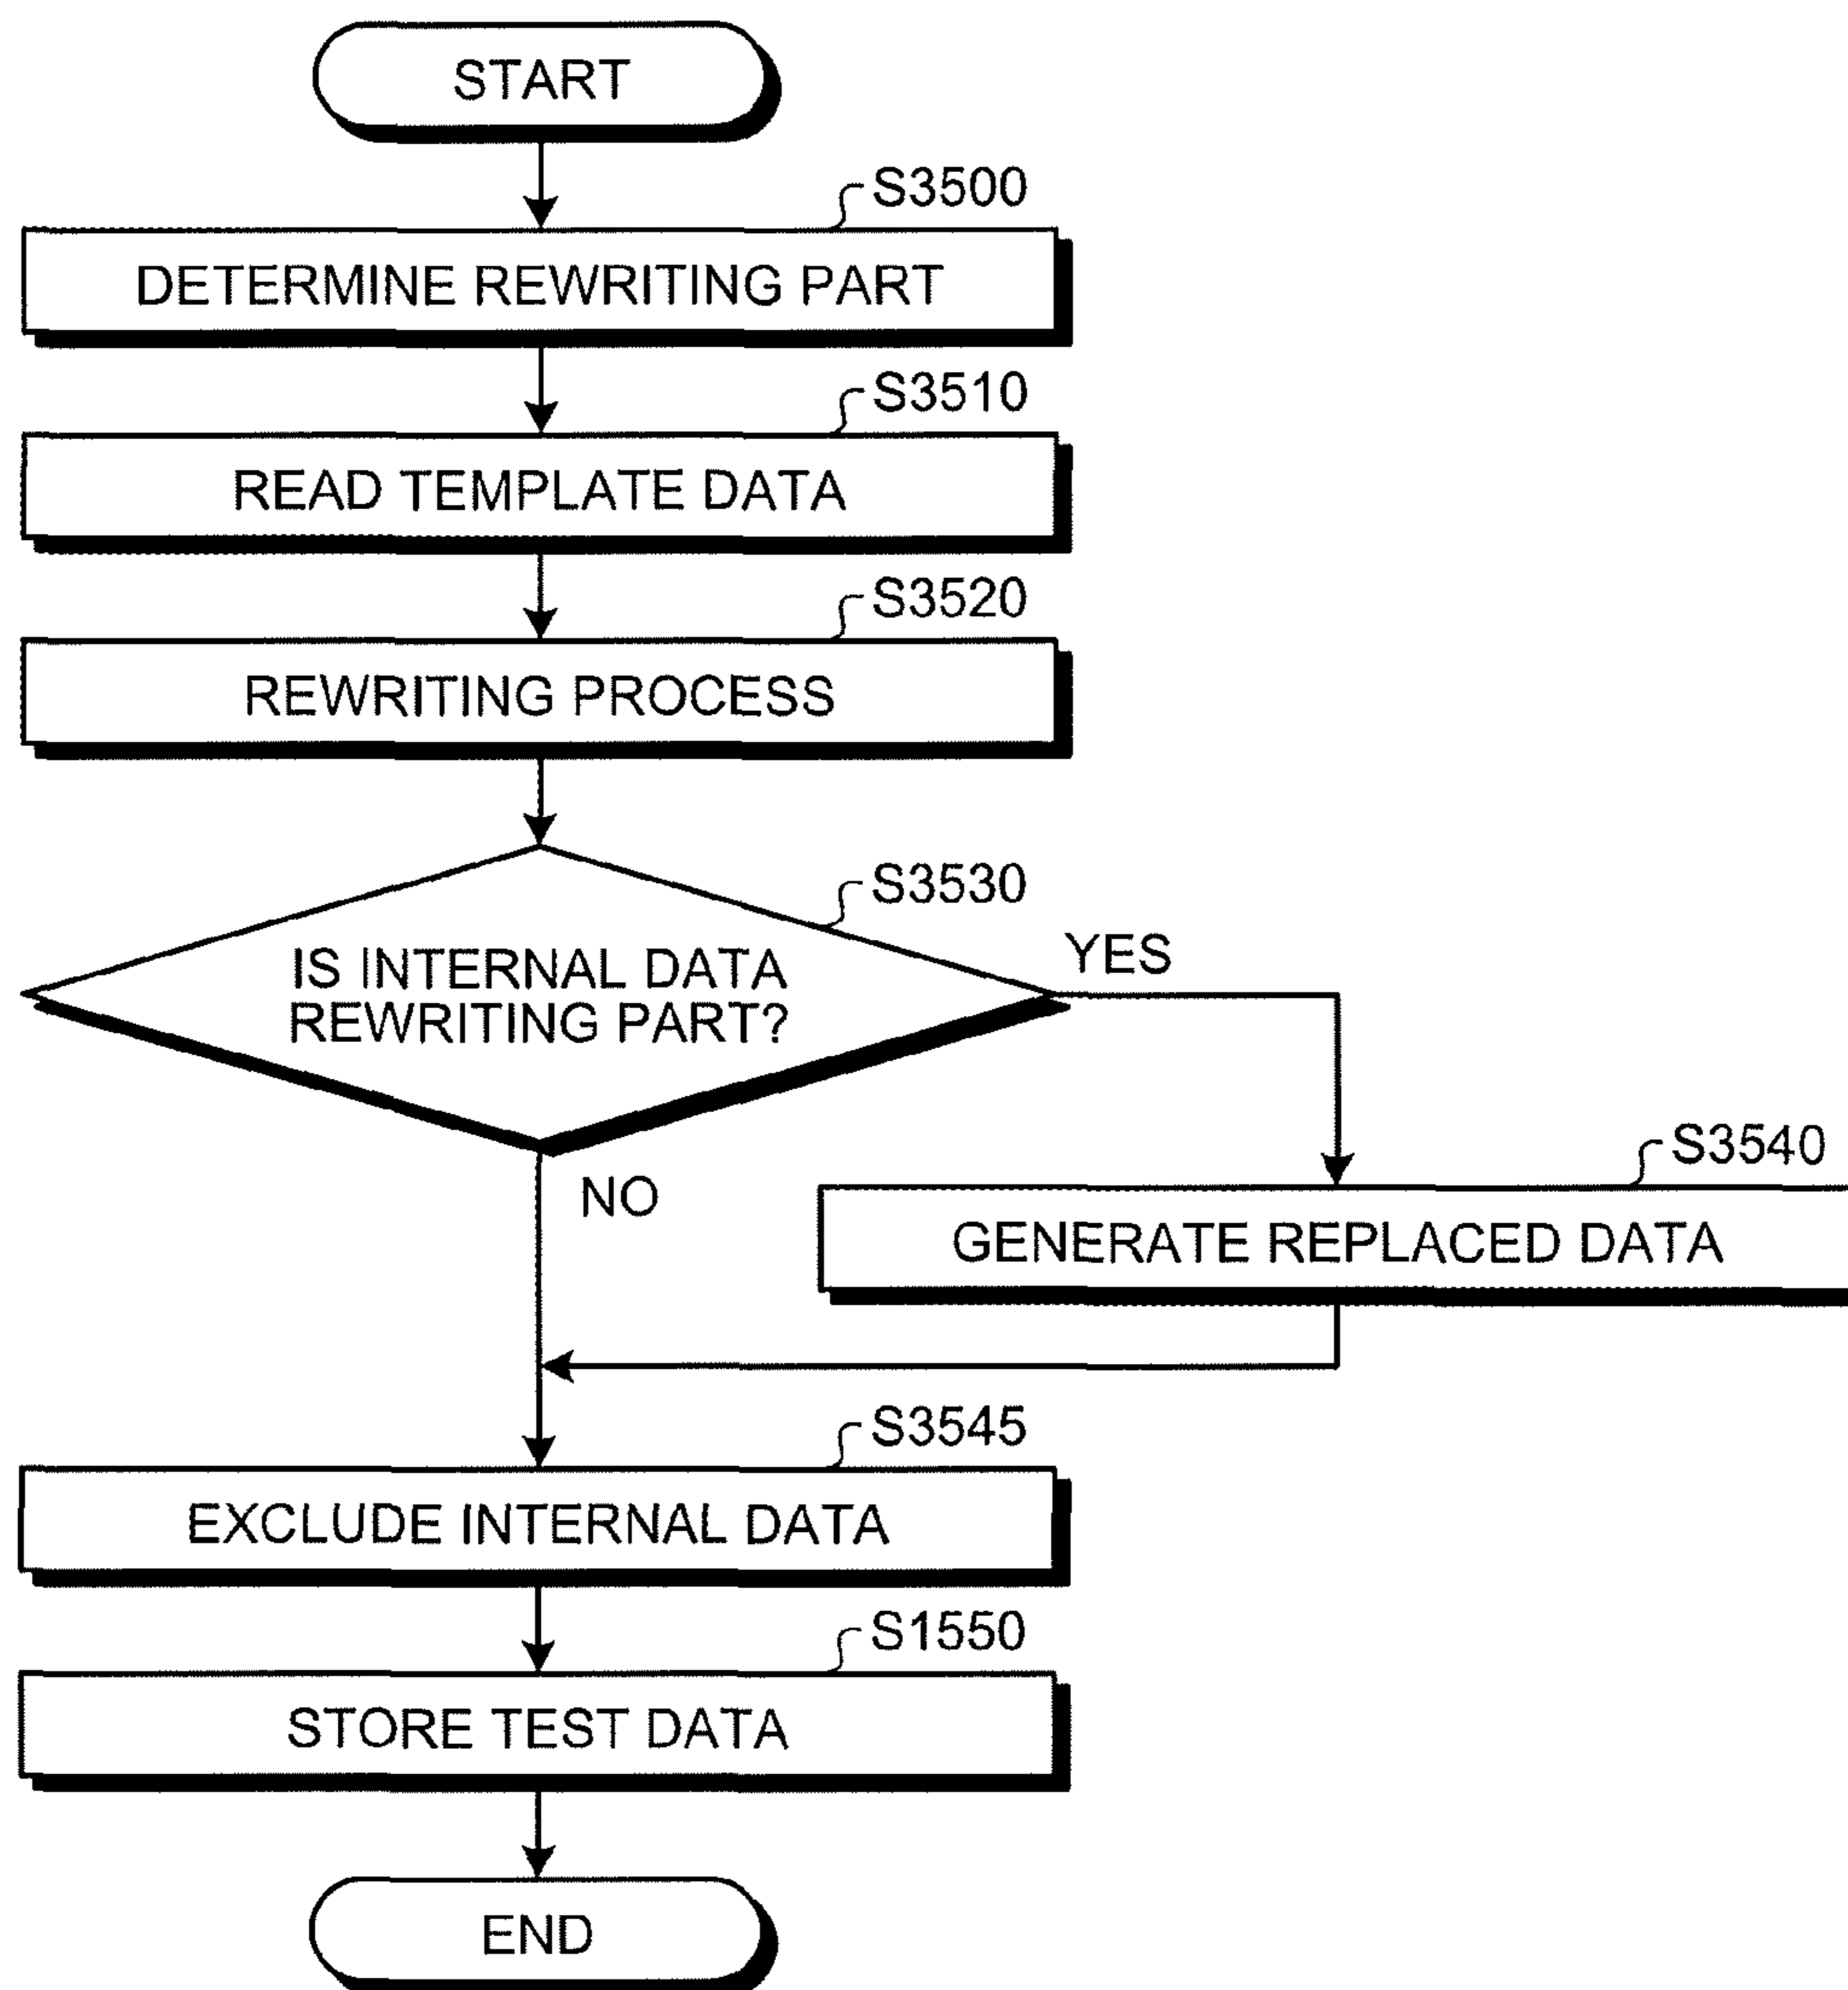 START
S3500
DETERMINE REWRITING PART
S3510
READ TEMPLATE DATA
S3520
REWRITING PROCESS
S3530
IS INTERNAL DATA
REWRITING PART?
YES
NO
S3540
GENERATE REPLACED DATA
S3545
EXCLUDE INTERNAL DATA
S1550
STORE TEST DATA
END